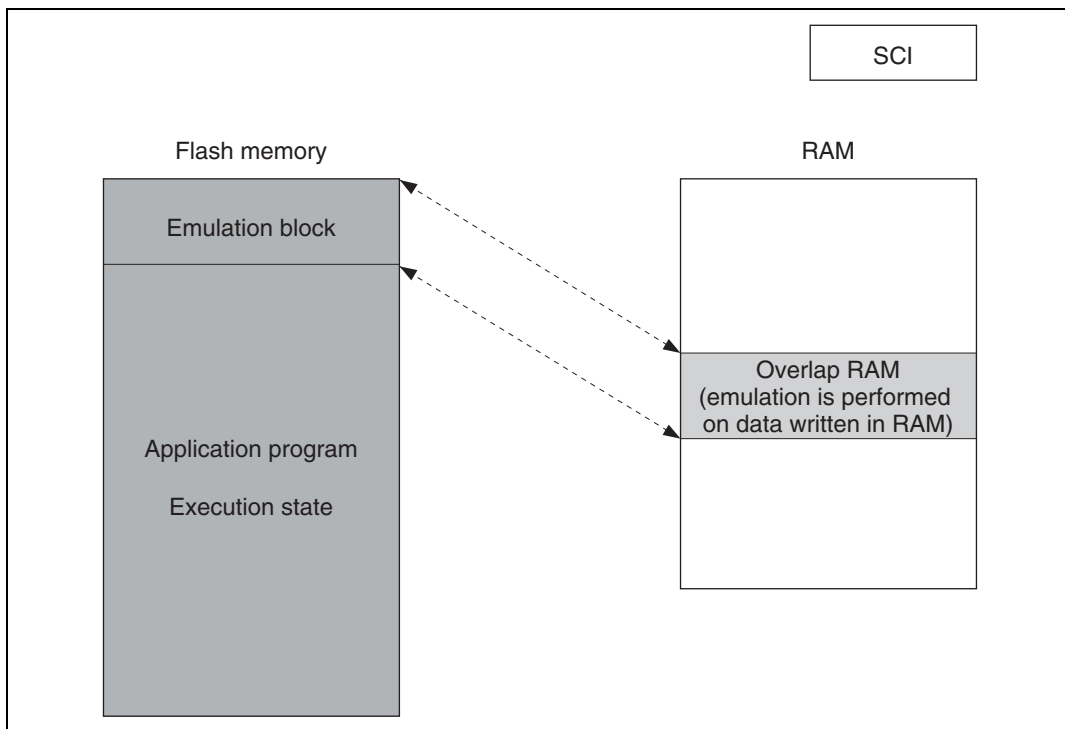 SCI
Flash memory
RAM
Emulation block
Overlap RAM
(emulation is performed
on data written in RAM)
Application program
Execution state